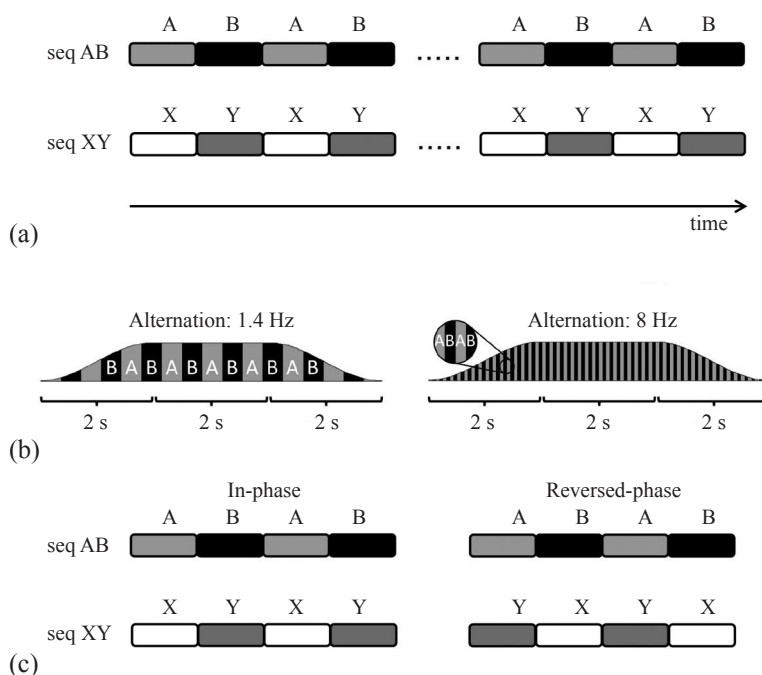 A B A B A B A B
seq AB .....
X Y X Y X Y X Y
seq XY .....
time
(a)
Alternation: 1.4 Hz Alternation: 8 Hz
B A B A B A B A B ABAB
2 s 2 s 2 s 2 s 2 s 2 s
(b)
In-phase Reversed-phase
A B A B A B A B
seq AB
X Y X Y Y X Y X
seq XY
(c)